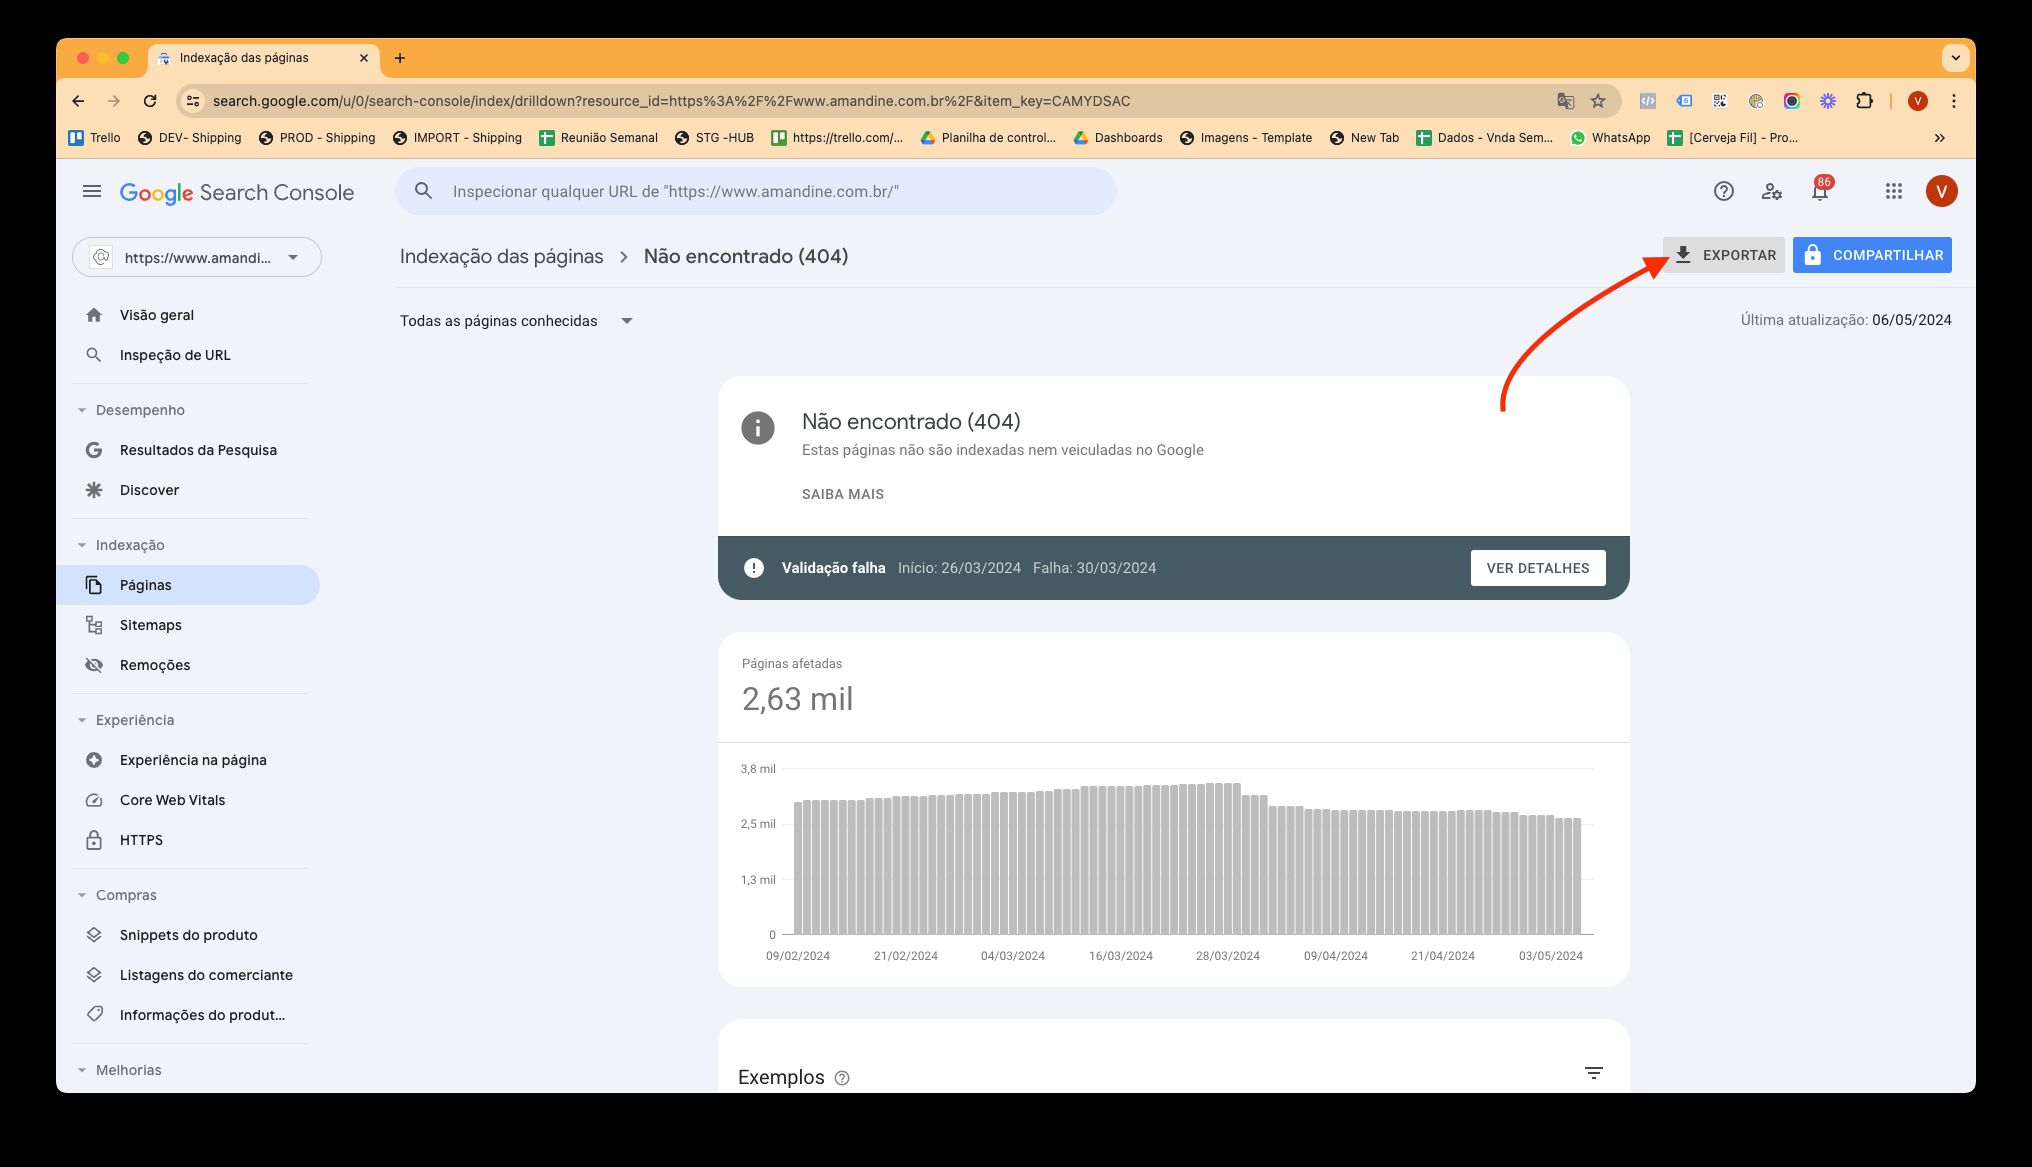 Indexação das páginas
search.google.com/u/0/search-console/index/drilldown?resource_id=https%3A%2F%2Fwww.amandine.com.br%2F&item_key=CAMYDSAC
V
Trello DEV- Shipping PROD - Shipping IMPORT - Shipping Reunião Semanal STG -HUB https://trello.com/... Planilha de control... Dashboards Imagens - Template New Tab Dados - Vnda Sem... WhatsApp [Cerveja Fil] - Pro...
Google Search Console
Inspecionar qualquer URL de "https://www.amandine.com.br/"
86
V
https://www.amandi...
Indexação das páginas > Não encontrado (404)
EXPORTAR
COMPARTILHAR
Visão geral
Inspeção de URL
Desempenho
Resultados da Pesquisa
Discover
Indexação
Páginas
Sitemaps
Remoções
Experiência
Experiência na página
Core Web Vitals
HTTPS
Compras
Snippets do produto
Listagens do comerciante
Informações do produt...
Melhorias
Todas as páginas conhecidas
Última atualização: 06/05/2024
Não encontrado (404)
Estas páginas não são indexadas nem veiculadas no Google
SAIBA MAIS
Validação falha Início: 26/03/2024 Falha: 30/03/2024
VER DETALHES
Páginas afetadas
2,63 mil
3,8 mil
2,5 mil
1,3 mil
0
09/02/2024 21/02/2024 04/03/2024 16/03/2024 28/03/2024 09/04/2024 21/04/2024 03/05/2024
Exemplos